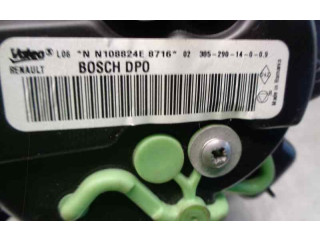 Valeo L06 "N N108824E 8716" 02 305-290-14-0-0.9
RENAULT BOSCH DPO